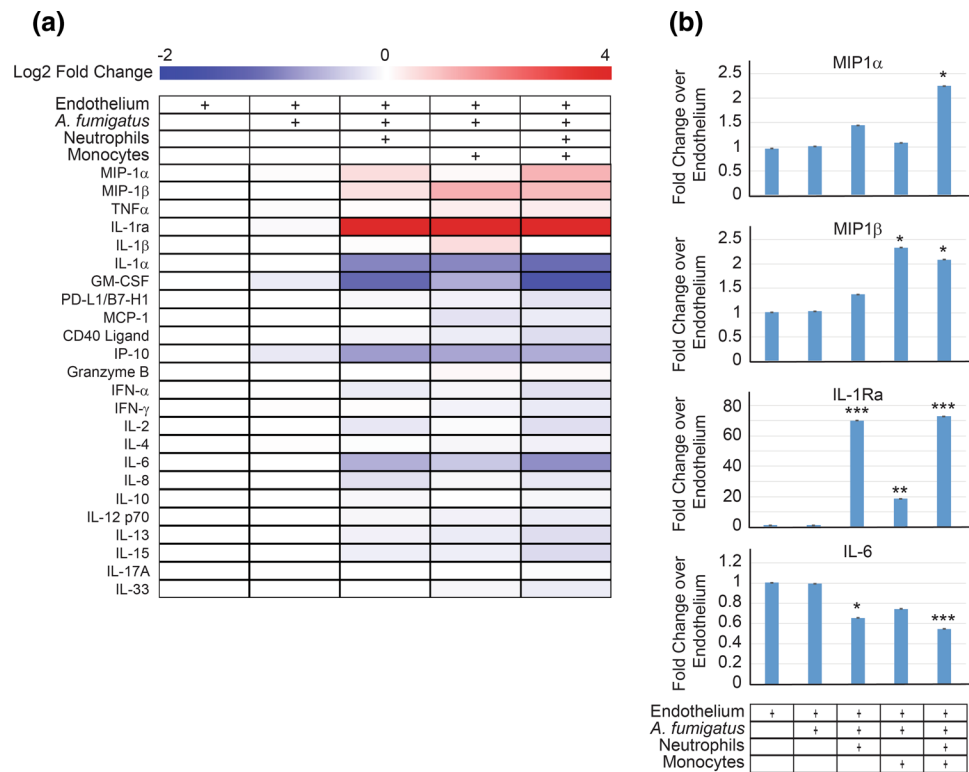 (a)
-2 0 4
Log2 Fold Change
Endothelium + + + + +
A. fumigatus + + + +
Neutrophils + +
Monocytes + +
MIP-1α
MIP-1β
TNFα
IL-1ra
IL-1β
IL-1α
GM-CSF
PD-L1/B7-H1
MCP-1
CD40 Ligand
IP-10
Granzyme B
IFN-α
IFN-γ
IL-2
IL-4
IL-6
IL-8
IL-10
IL-12 p70
IL-13
IL-15
IL-17A
IL-33
(b)
MIP1α
Fold Change over
Endothelium
2.5
2
1.5
1
0.5
0
*
MIP1β
Fold Change over
Endothelium
2.5
2
1.5
1
0.5
0
* *
IL-1Ra
Fold Change over
Endothelium
80
60
40
20
0
*** ** ***
IL-6
Fold Change over
Endothelium
1.2
1
0.8
0.6
0.4
0.2
0
* ***
Endothelium + + + + +
A. fumigatus + + + +
Neutrophils + +
Monocytes + +